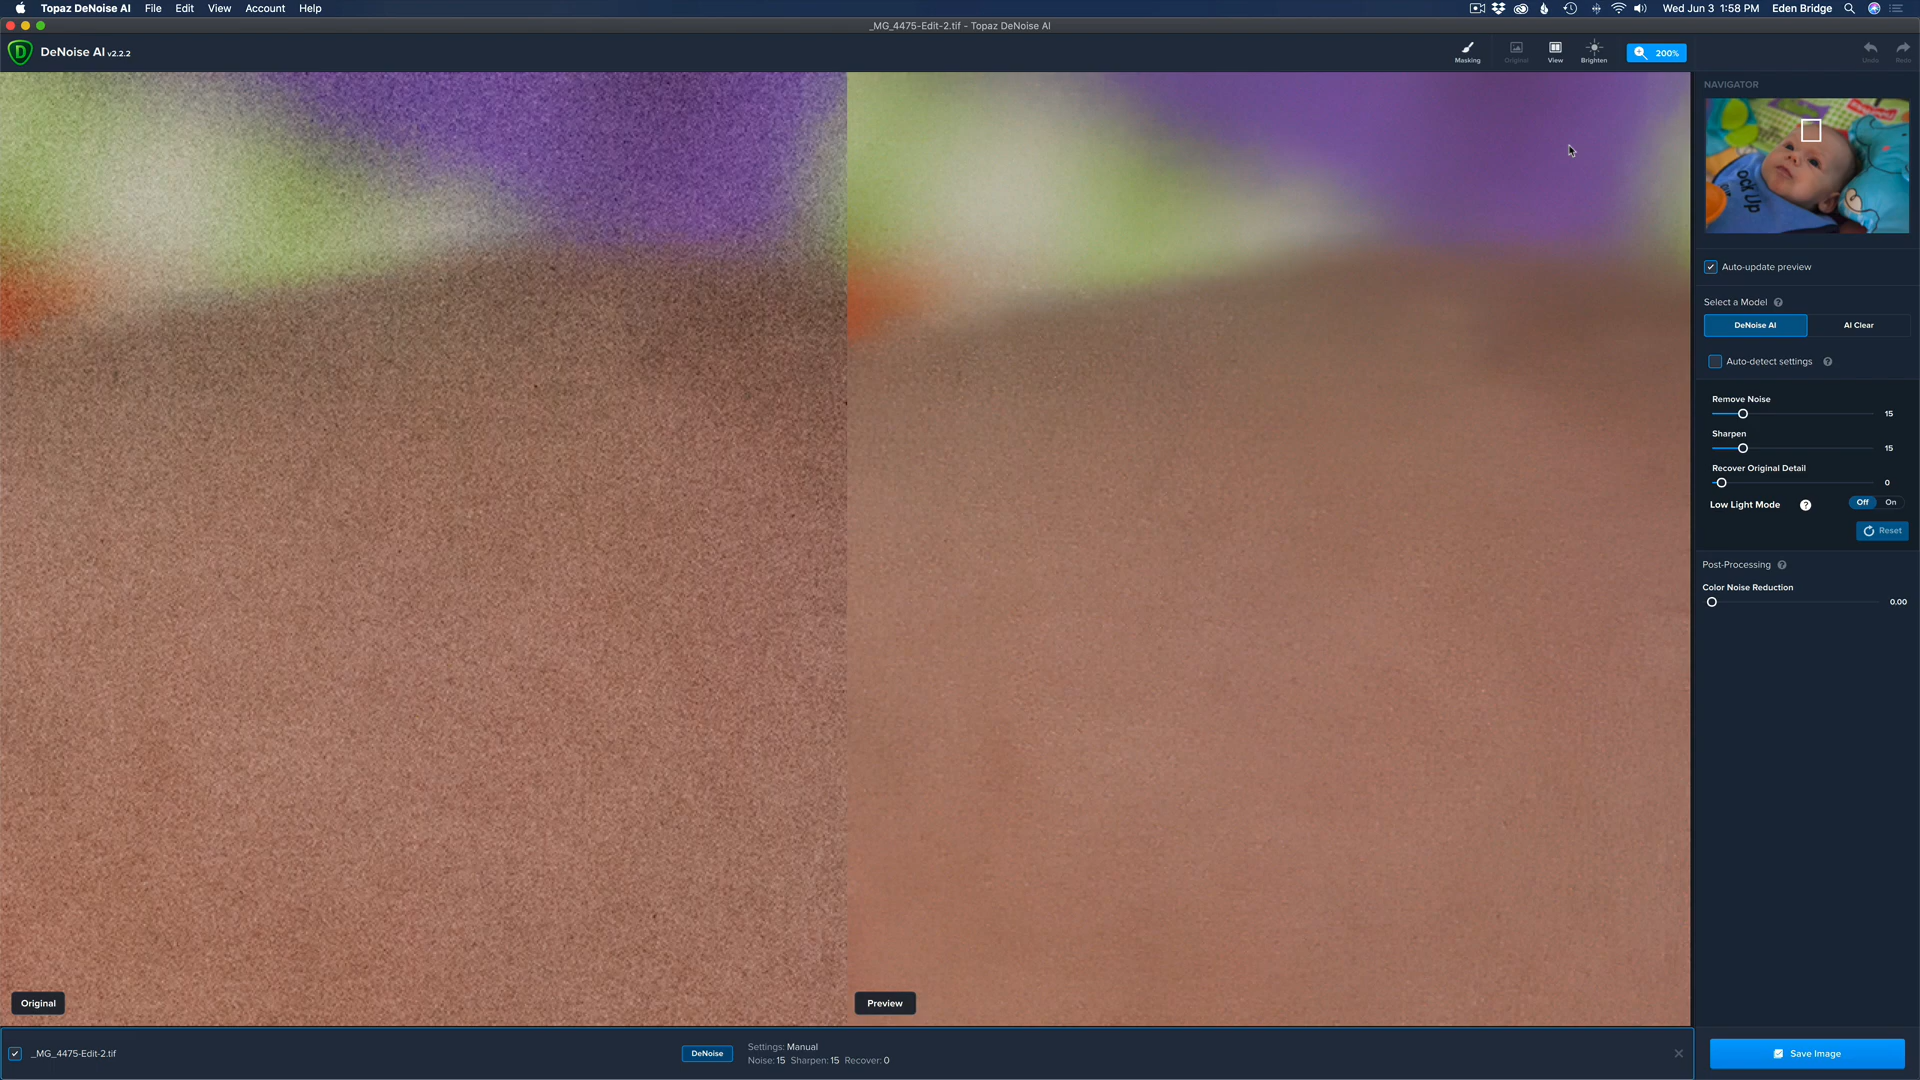 Topaz DeNoise AI File Edit View Account Help Wed Jun 3 1:58 PM Eden Bridge
_MG_4475-Edit-2.tif - Topaz DeNoise AI
DeNoise AI v2.2.2
Masking Original View Brighten 200% Undo Redo
NAVIGATOR
ock Up
Auto-update preview
Select a Model ?
DeNoise AI AI Clear
Auto-detect settings ?
Remove Noise
15
Sharpen
15
Recover Original Detail
0
Low Light Mode ? Off On
Reset
Post-Processing ?
Color Noise Reduction
0.00
Original Preview
_MG_4475-Edit-2.tif DeNoise Settings: Manual
Noise: 15 Sharpen: 15 Recover: 0
Save Image